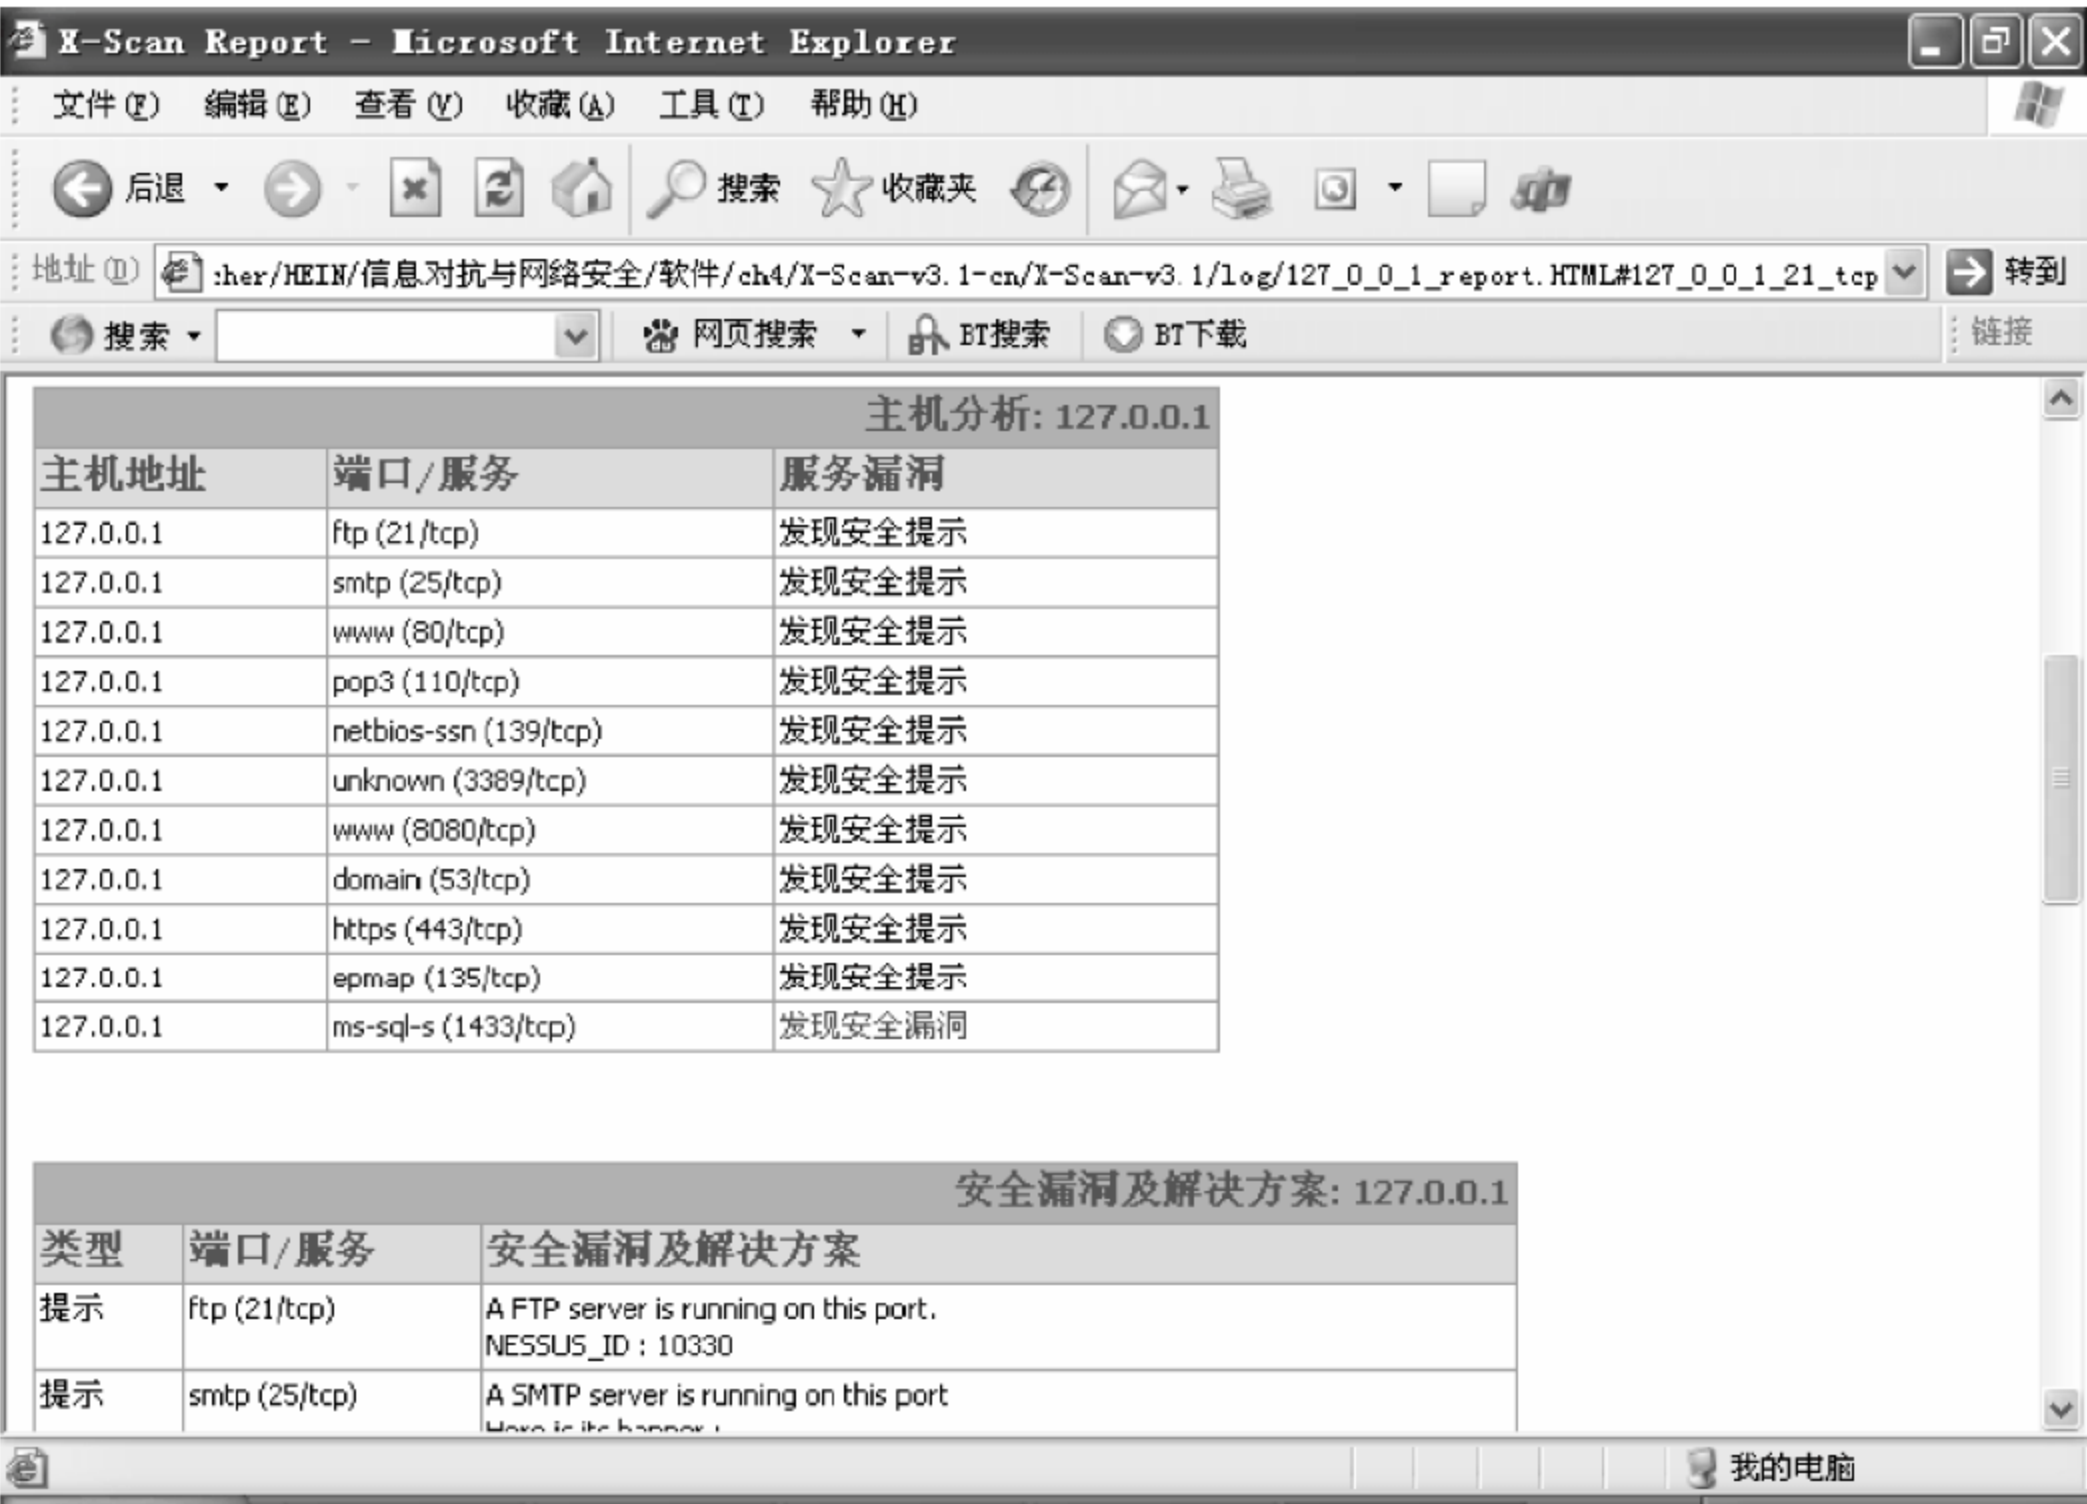 X-Scan Report - Microsoft Internet Explorer
文件(F) 编辑(E) 查看(V) 收藏(A) 工具(T) 帮助(H)
后退 搜索 收藏夹
地址(D) :her/HEIN/信息对抗与网络安全/软件/ch4/X-Scan-v3.1-cn/X-Scan-v3.1/log/127_0_0_1_report.HTML#127_0_0_1_21_tcp 转到
搜索 网页搜索 BT搜索 BT下载 链接
主机分析: 127.0.0.1
主机地址 端口/服务 服务漏洞
127.0.0.1 ftp (21/tcp) 发现安全提示
127.0.0.1 smtp (25/tcp) 发现安全提示
127.0.0.1 www (80/tcp) 发现安全提示
127.0.0.1 pop3 (110/tcp) 发现安全提示
127.0.0.1 netbios-ssn (139/tcp) 发现安全提示
127.0.0.1 unknown (3389/tcp) 发现安全提示
127.0.0.1 www (8080/tcp) 发现安全提示
127.0.0.1 domain (53/tcp) 发现安全提示
127.0.0.1 https (443/tcp) 发现安全提示
127.0.0.1 epmap (135/tcp) 发现安全提示
127.0.0.1 ms-sql-s (1433/tcp) 发现安全漏洞
安全漏洞及解决方案: 127.0.0.1
类型 端口/服务 安全漏洞及解决方案
提示 ftp (21/tcp) A FTP server is running on this port.
NESSUS_ID : 10330
提示 smtp (25/tcp) A SMTP server is running on this port
Here is its banner :
我的电脑